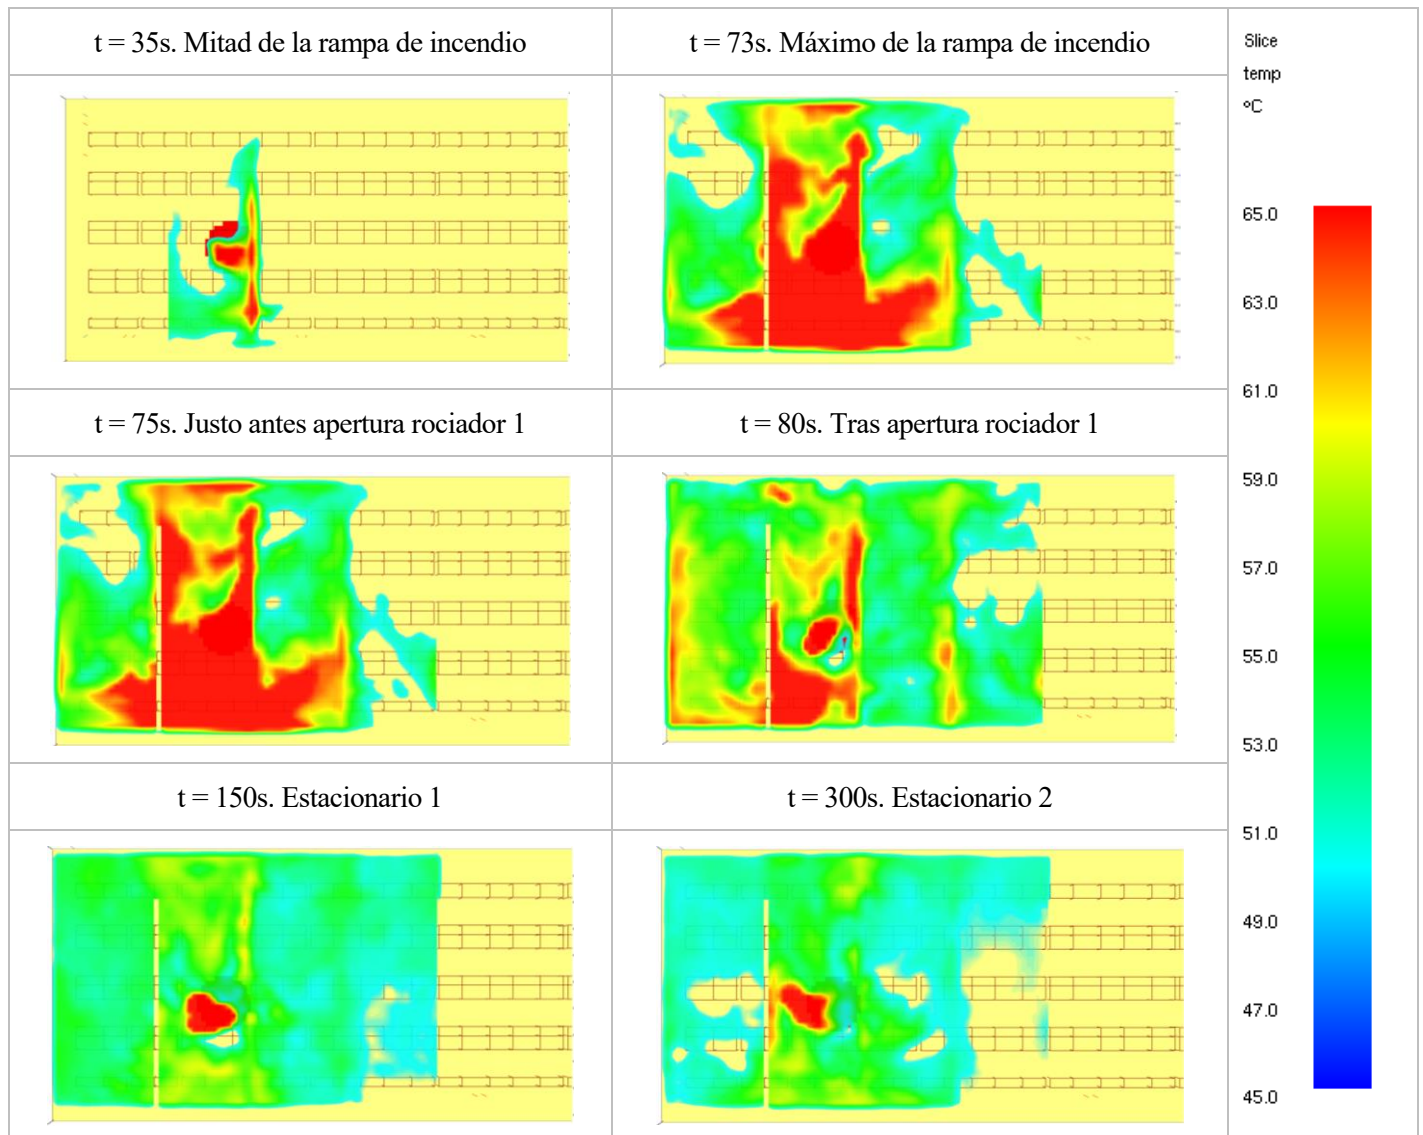 t = 35s. Mitad de la rampa de incendio
t = 73s. Máximo de la rampa de incendio
t = 75s. Justo antes apertura rociador 1
t = 80s. Tras apertura rociador 1
t = 150s. Estacionario 1
t = 300s. Estacionario 2
Slice
temp
ºC
65.0
63.0
61.0
59.0
57.0
55.0
53.0
51.0
49.0
47.0
45.0